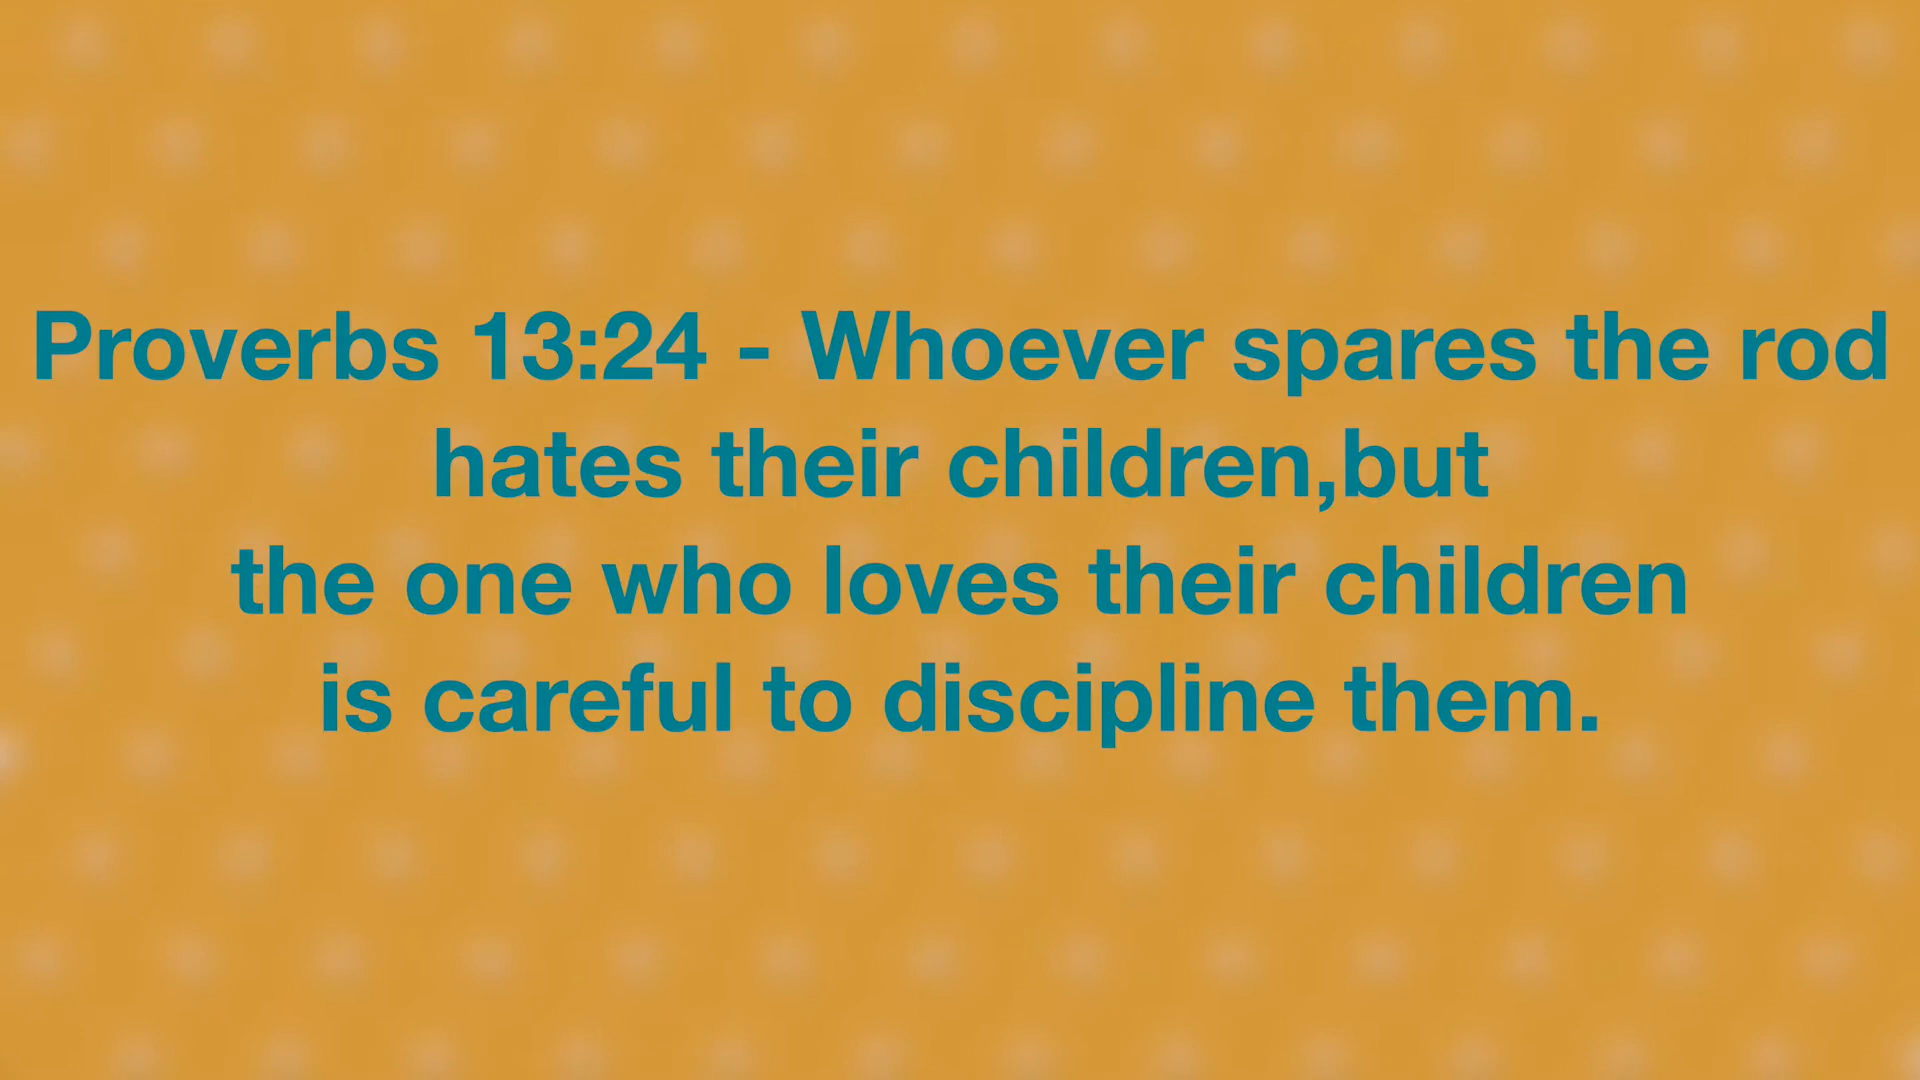 Proverbs 13:24 - Whoever spares the rod
hates their children,but
the one who loves their children
is careful to discipline them.